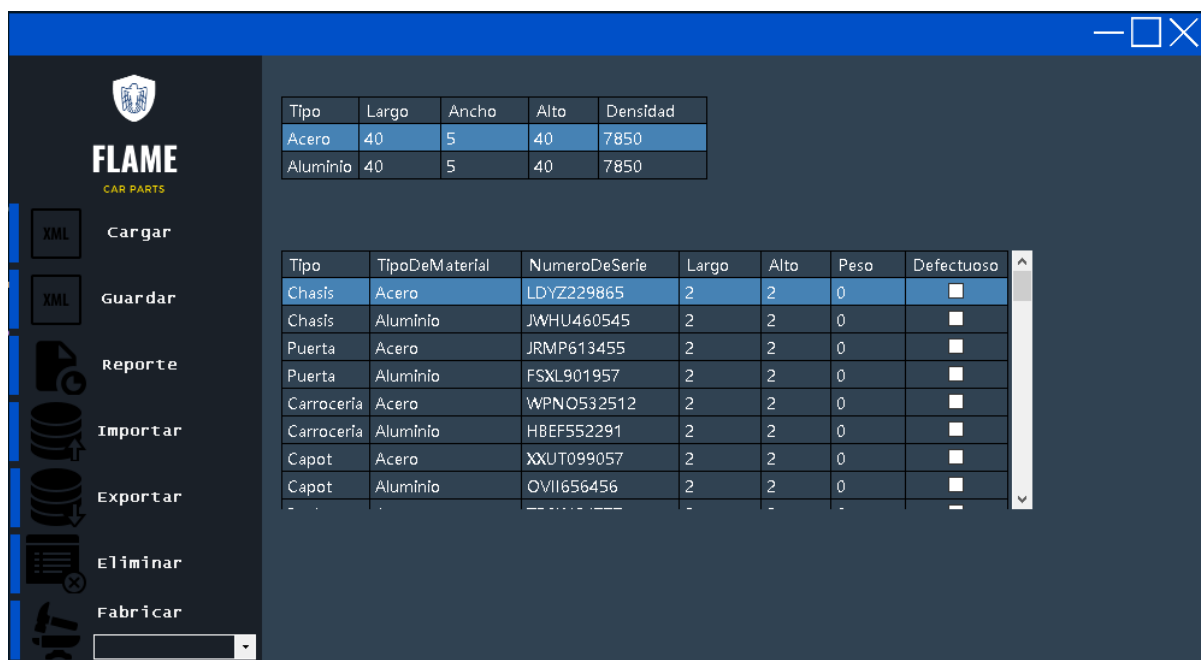 FLAME
CAR PARTS
XML Cargar
XML Guardar
Reporte
Importar
Exportar
Eliminar
Fabricar
Tipo Largo Ancho Alto Densidad
Acero 40 5 40 7850
Aluminio 40 5 40 7850
Tipo TipoDeMaterial NumeroDeSerie Largo Alto Peso Defectuoso
Chasis Acero LDYZ229865 2 2 0
Chasis Aluminio JWHU460545 2 2 0
Puerta Acero JRMP613455 2 2 0
Puerta Aluminio FSXL901957 2 2 0
Carroceria Acero WPNO532512 2 2 0
Carroceria Aluminio HBEF552291 2 2 0
Capot Acero XXUT099057 2 2 0
Capot Aluminio OVII656456 2 2 0